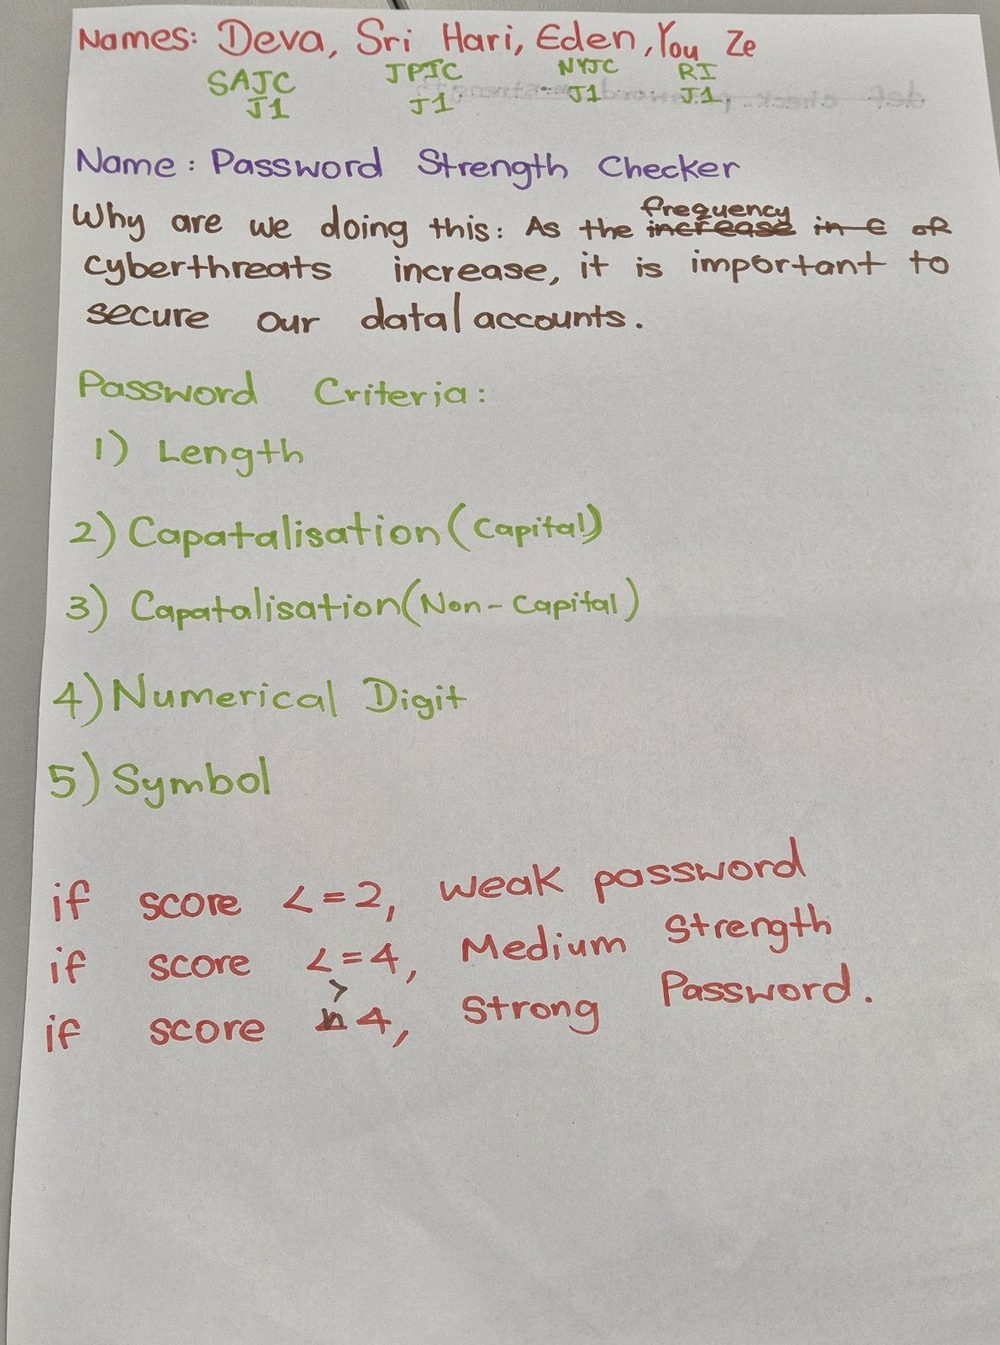 Names: Deva, Sri Hari, Eden, You Ze
SAJC JPJC NYJC RI
J1 J1 J1 J1
Name: Password Strength Checker
frequency
Why are we doing this: As the increase in c of
cyberthreats increase, it is important to
secure our data/accounts.
Password Criteria:
1) Length
2) Capatalisation (Capital)
3) Capatalisation (Non-Capital)
4) Numerical Digit
5) Symbol
if score <=2, weak password
if score <=4, Medium Strength
>
if score 4, Strong Password.